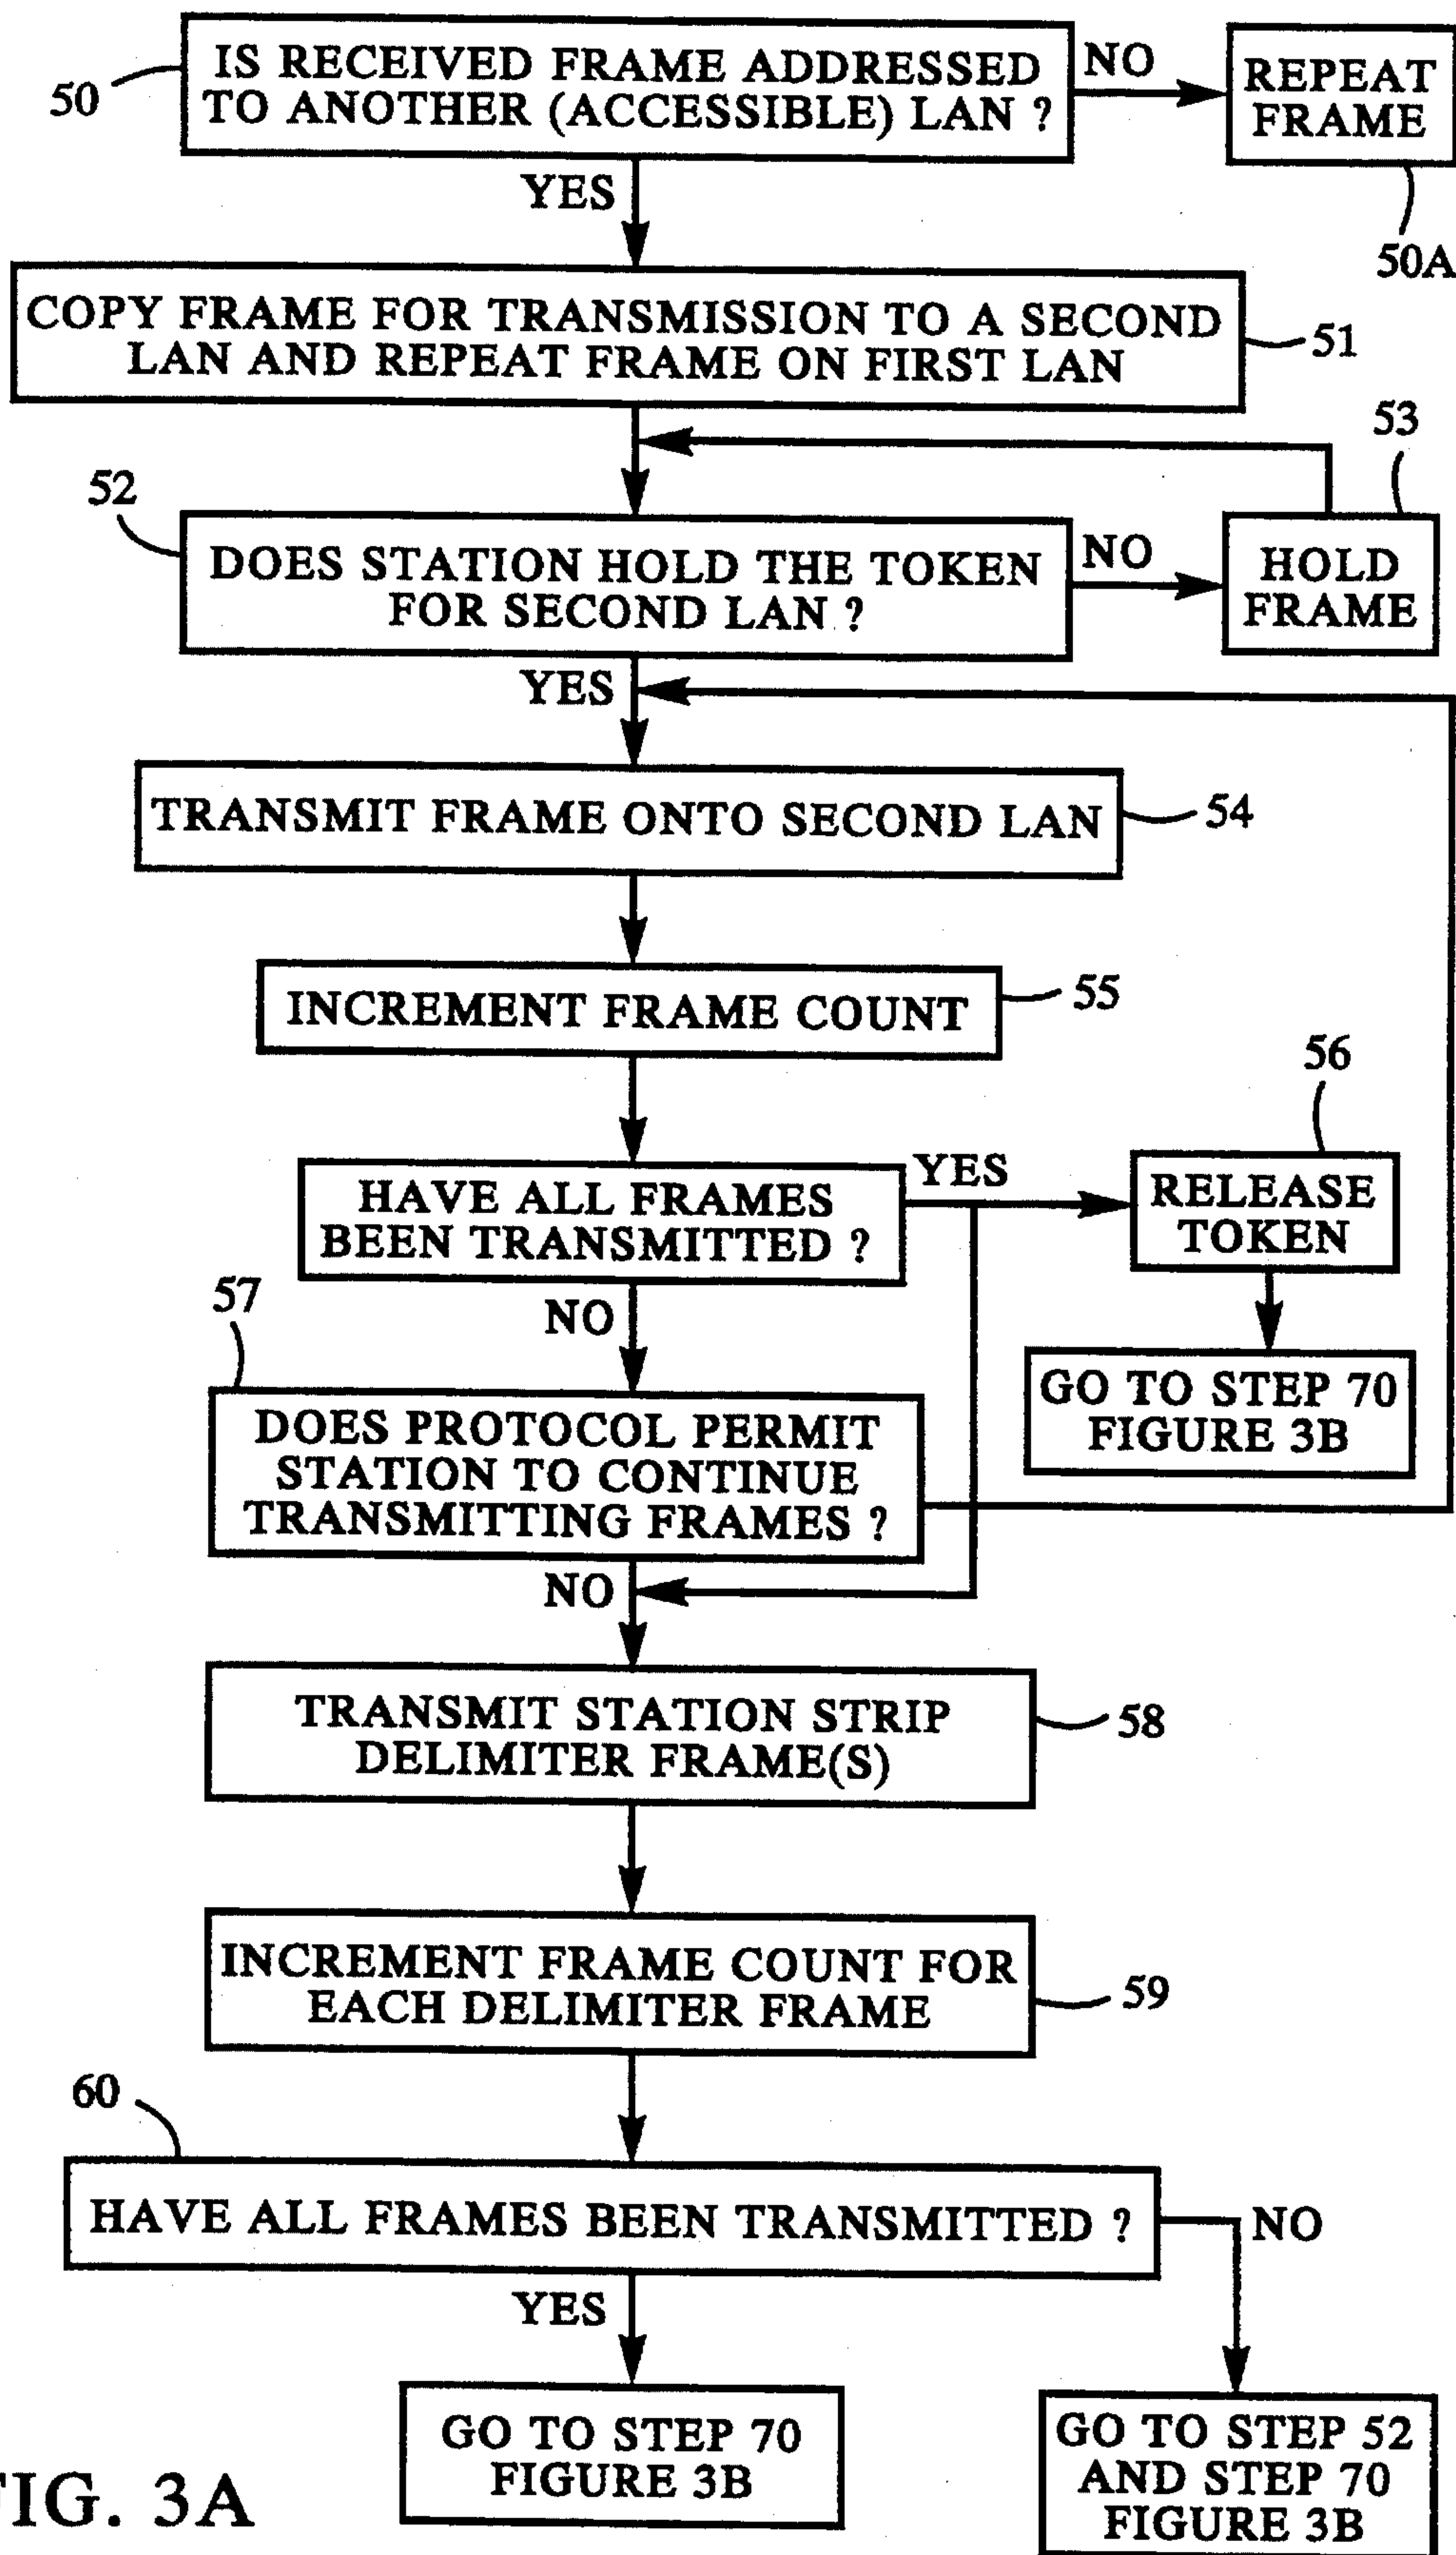 IS RECEIVED FRAME ADDRESSED
TO ANOTHER (ACCESSIBLE) LAN ?
50
NO
REPEAT
FRAME
50A
YES
COPY FRAME FOR TRANSMISSION TO A SECOND
LAN AND REPEAT FRAME ON FIRST LAN
51
53
52
DOES STATION HOLD THE TOKEN
FOR SECOND LAN ?
NO
HOLD
FRAME
YES
TRANSMIT FRAME ONTO SECOND LAN
54
INCREMENT FRAME COUNT
55
56
HAVE ALL FRAMES
BEEN TRANSMITTED ?
YES
RELEASE
TOKEN
57
NO
GO TO STEP 70
FIGURE 3B
DOES PROTOCOL PERMIT
STATION TO CONTINUE
TRANSMITTING FRAMES ?
NO
TRANSMIT STATION STRIP
DELIMITER FRAME(S)
58
INCREMENT FRAME COUNT FOR
EACH DELIMITER FRAME
59
60
HAVE ALL FRAMES BEEN TRANSMITTED ?
NO
YES
GO TO STEP 70
FIGURE 3B
GO TO STEP 52
AND STEP 70
FIGURE 3B
FIG. 3A